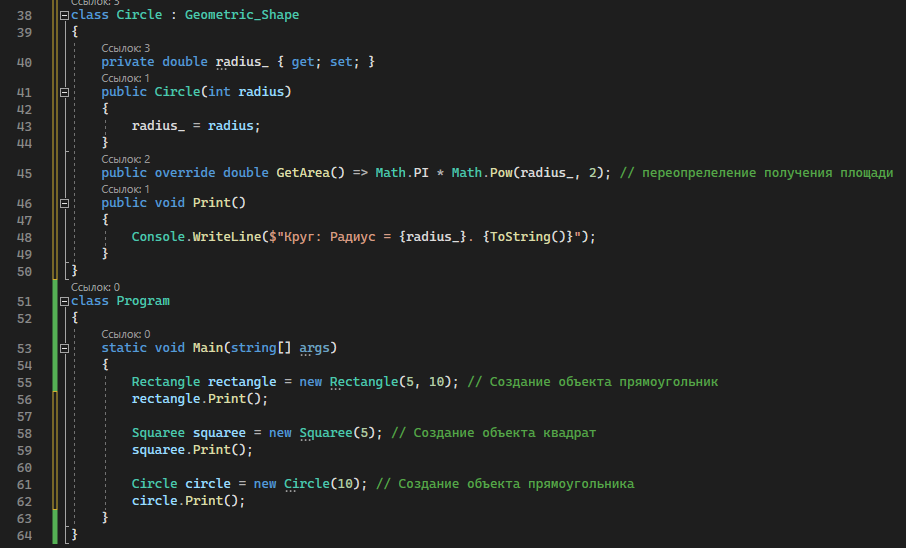 Ссылок: 3
38 class Circle : Geometric_Shape
39 {
Ссылок: 3
40 private double radius_ { get; set; }
Ссылок: 1
41 public Circle(int radius)
42 {
43 radius_ = radius;
44 }
Ссылок: 2
45 public override double GetArea() => Math.PI * Math.Pow(radius_, 2); // переопрелеление получения площади
Ссылок: 1
46 public void Print()
47 {
48 Console.WriteLine($"Круг: Радиус = {radius_}. {ToString()}");
49 }
50 }
Ссылок: 0
51 class Program
52 {
Ссылок: 0
53 static void Main(string[] args)
54 {
55 Rectangle rectangle = new Rectangle(5, 10); // Создание объекта прямоугольник
56 rectangle.Print();
57
58 Squaree squaree = new Squaree(5); // Создание объекта квадрат
59 squaree.Print();
60
61 Circle circle = new Circle(10); // Создание объекта прямоугольника
62 circle.Print();
63 }
64 }